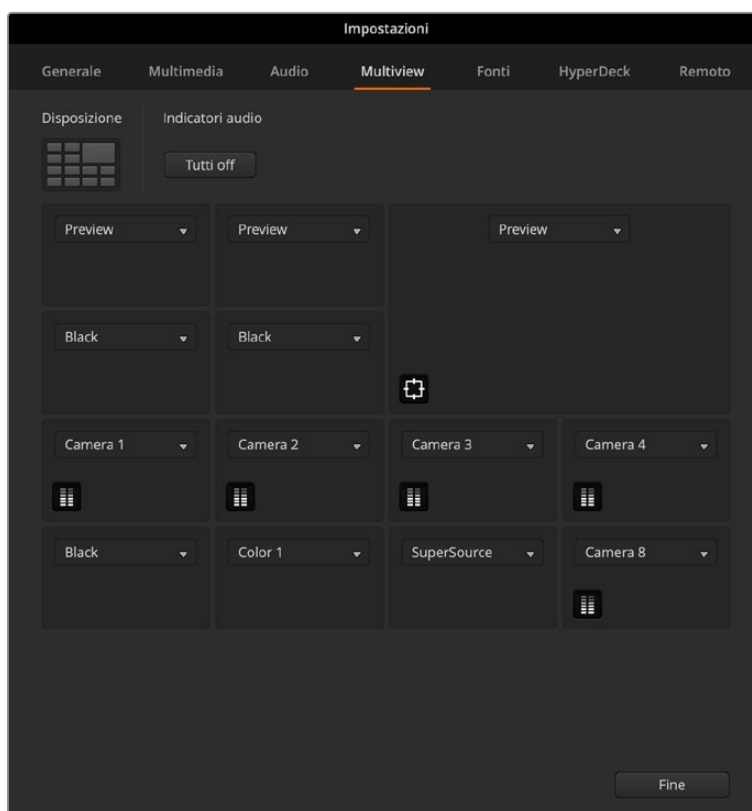 Impostazioni
Generale Multimedia Audio Multiview Fonti HyperDeck Remoto
Disposizione Indicatori audio
Tutti off
Preview Preview Preview
Black Black
Camera 1 Camera 2 Camera 3 Camera 4
Black Color 1 SuperSource Camera 8
Fine